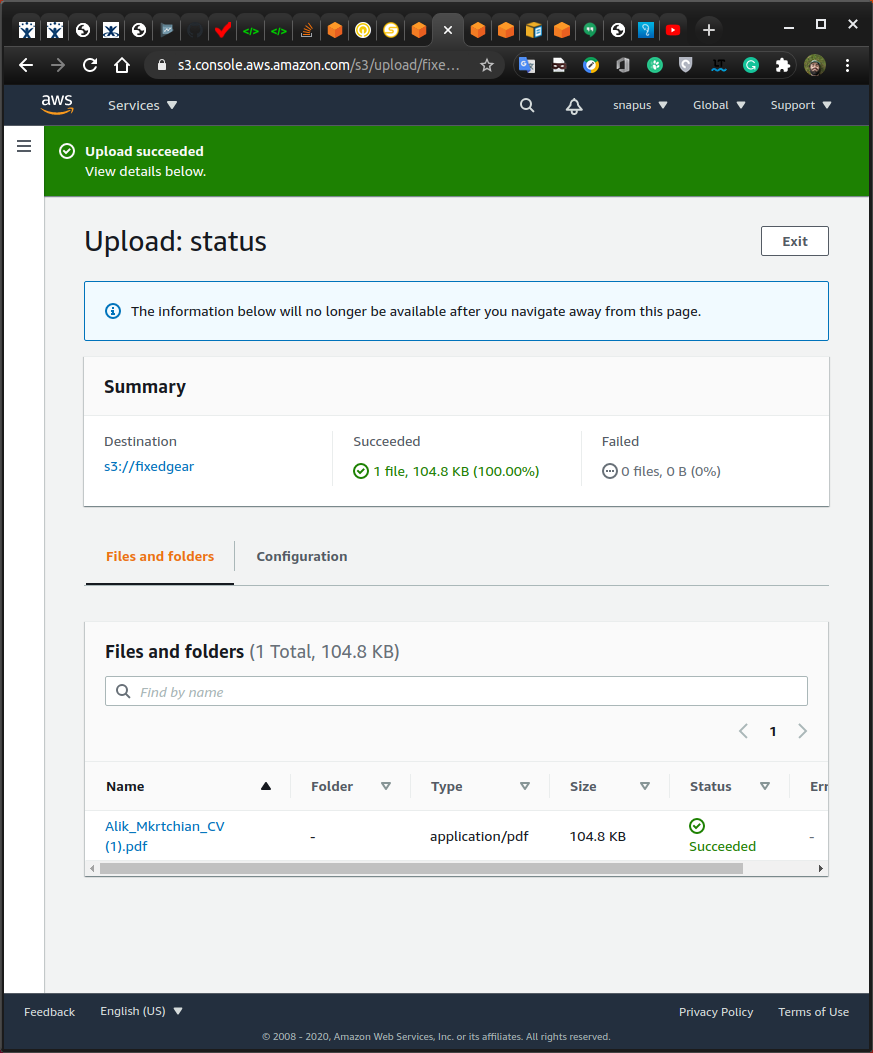 s3.console.aws.amazon.com/s3/upload/fixe...
aws
Services
snapus
Global
Support
Upload succeeded
View details below.
Upload: status
Exit
The information below will no longer be available after you navigate away from this page.
Summary
Destination
Succeeded
Failed
s3://fixedgear
1 file, 104.8 KB (100.00%)
0 files, 0 B (0%)
Files and folders
Configuration
Files and folders (1 Total, 104.8 KB)
Find by name
1
Name
Folder
Type
Size
Status
Err
Alik_Mkrtchian_CV
(1).pdf
-
application/pdf
104.8 KB
Succeeded
-
Feedback
English (US)
Privacy Policy
Terms of Use
© 2008 - 2020, Amazon Web Services, Inc. or its affiliates. All rights reserved.